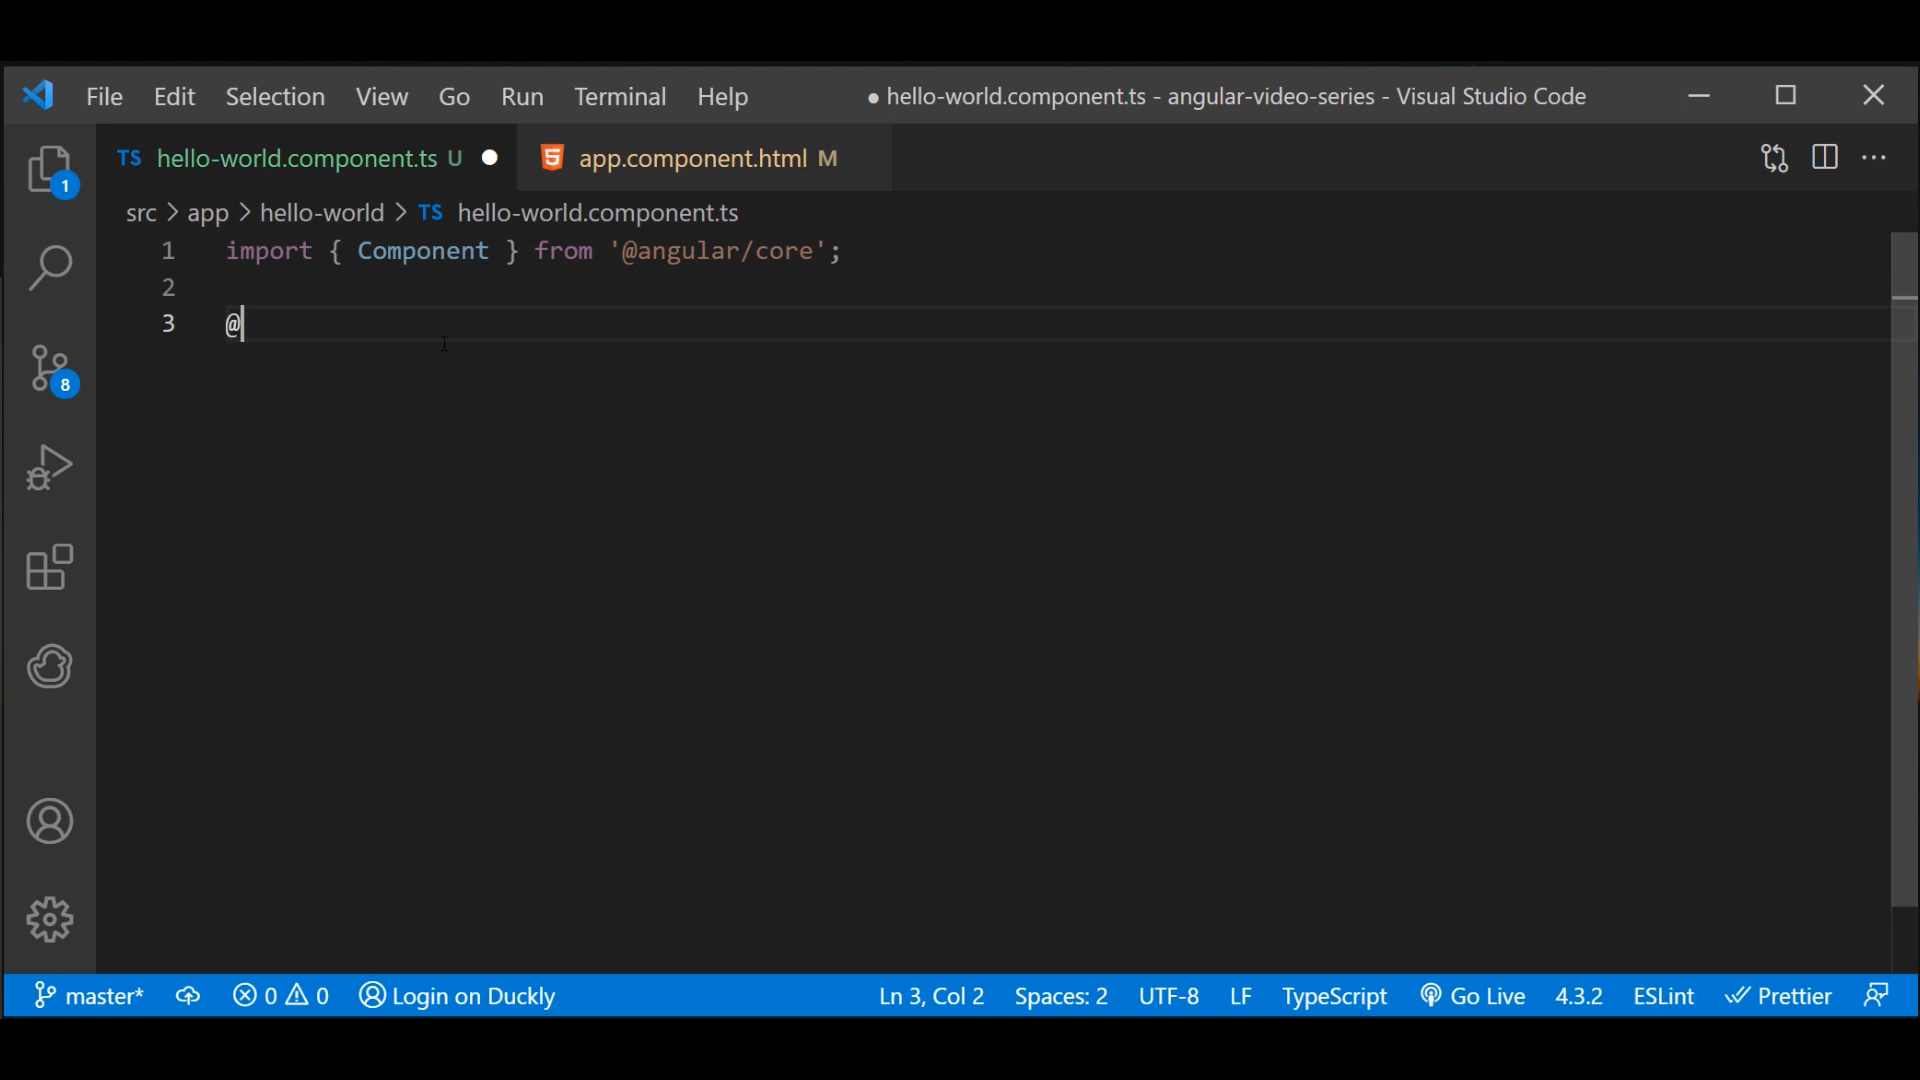 File Edit Selection View Go Run Terminal Help ● hello-world.component.ts - angular-video-series - Visual Studio Code
TS hello-world.component.ts U app.component.html M
1
src > app > hello-world > TS hello-world.component.ts
1 import { Component } from '@angular/core';
2
3 @
8
master* 0 0 Login on Duckly Ln 3, Col 2 Spaces: 2 UTF-8 LF TypeScript Go Live 4.3.2 ESLint Prettier